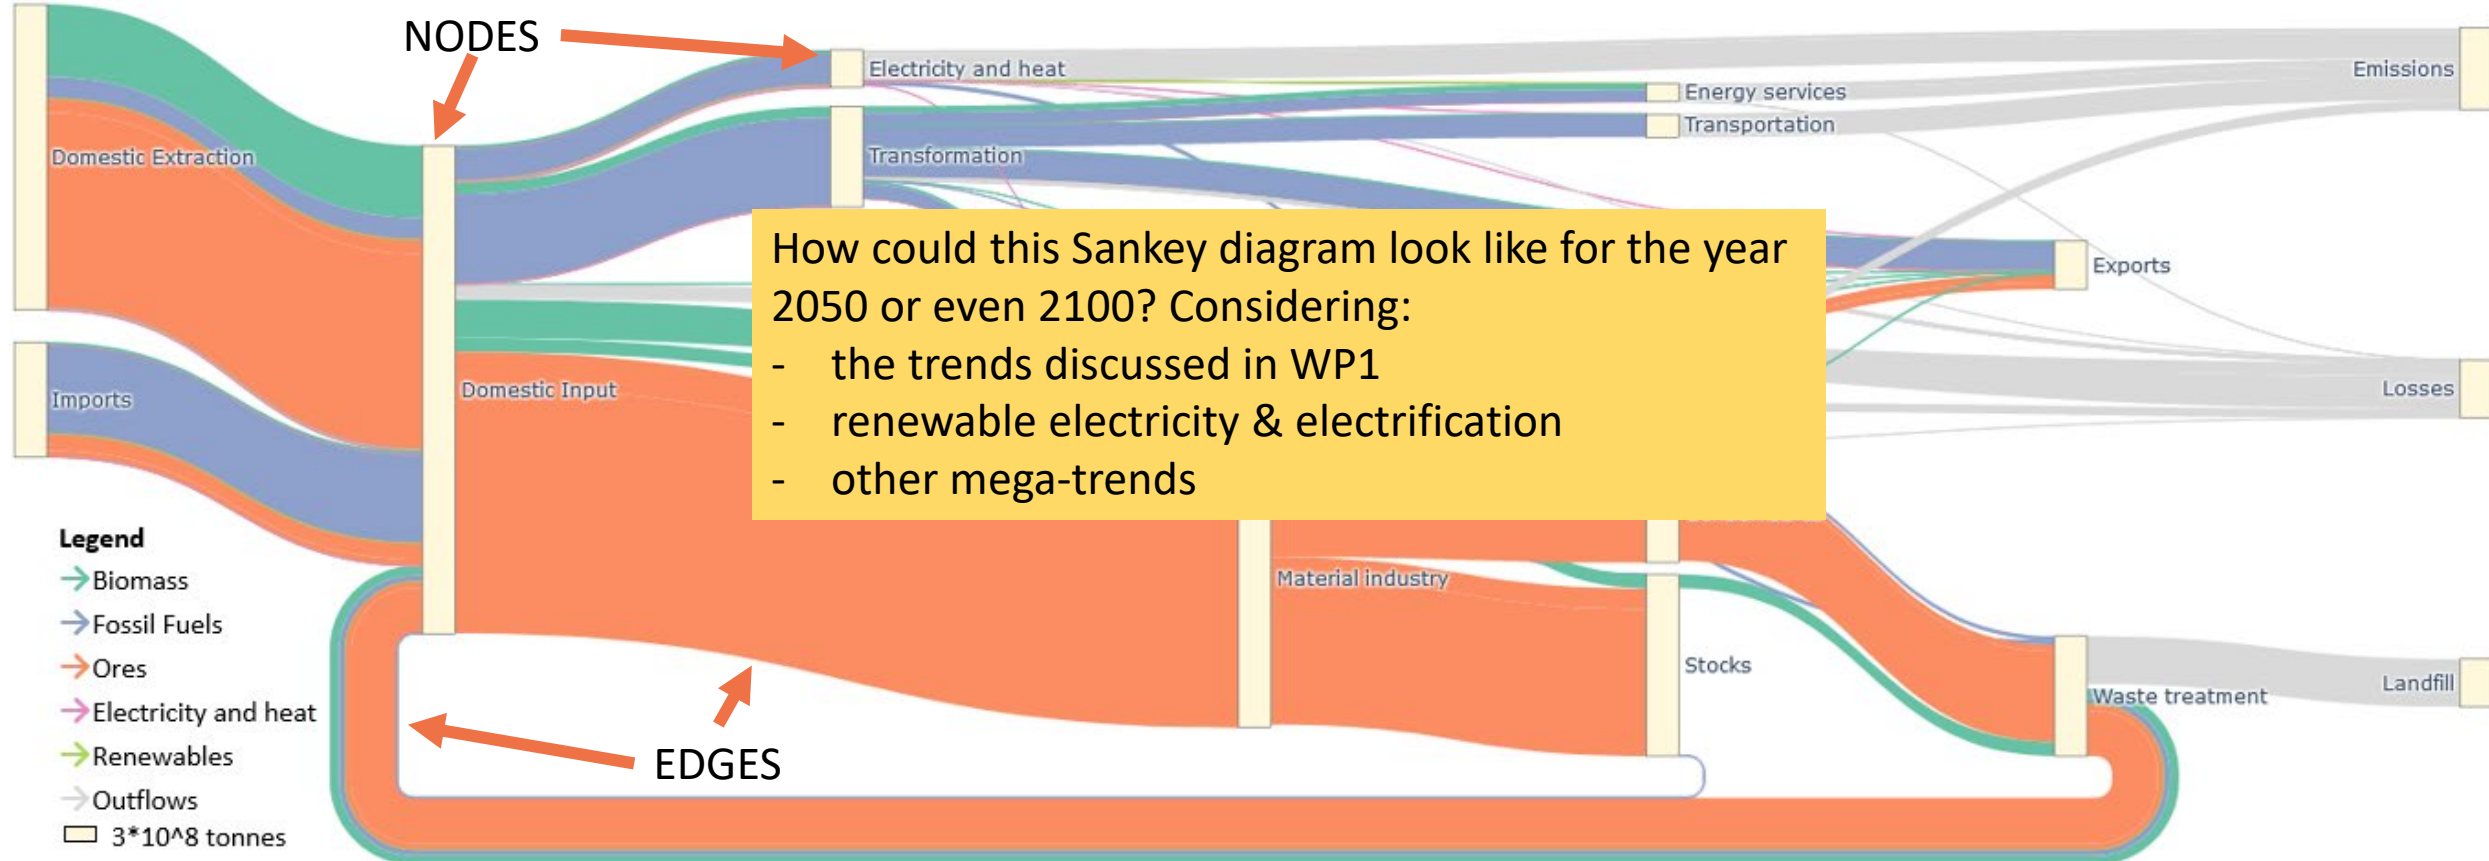 NODES
Electricity and heat
Emissions
Energy services
Transportation
Domestic Extraction
Transformation
How could this Sankey diagram look like for the year
2050 or even 2100? Considering:
- the trends discussed in WP1
- renewable electricity & electrification
- other mega-trends
Exports
Domestic Input
Imports
Losses
Legend
Biomass
Fossil Fuels
Ores
Electricity and heat
Renewables
Outflows
3*10^8 tonnes
Material industry
Stocks
Waste treatment
Landfill
EDGES